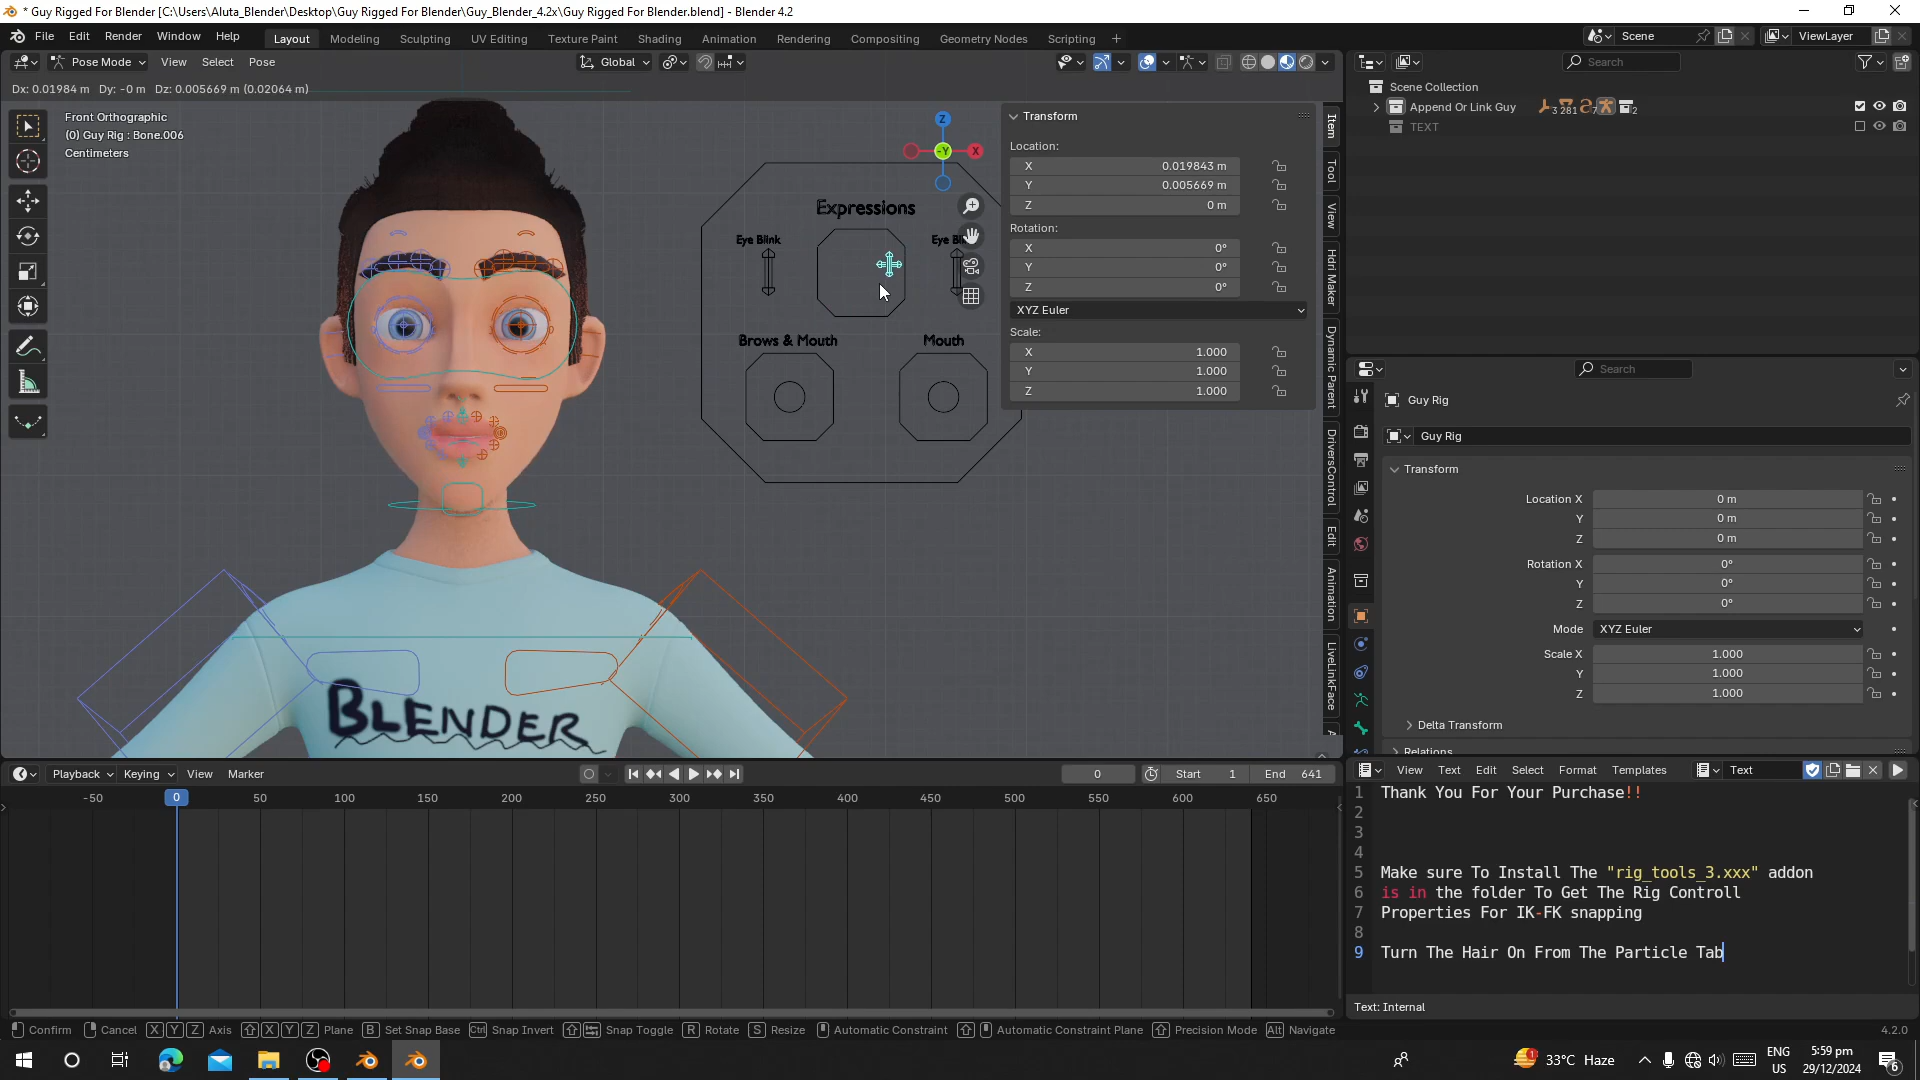 * Guy Rigged For Blender [C:\Users\Aluta_Blender\Desktop\Guy Rigged For Blender\Guy_Blender_4.2x\Guy Rigged For Blender.blend] - Blender 4.2
File Edit Render Window Help Layout Modeling Sculpting UV Editing Texture Paint Shading Animation Rendering Compositing Geometry Nodes Scripting + Scene ViewLayer
Pose Mode View Select Pose Global
Dx: 0.01984 m Dy: -0 m Dz: 0.005669 m (0.02064 m)
Front Orthographic
(0) Guy Rig : Bone.006
Centimeters
Z
-Y X
Expressions
Eye Blink
Brows & Mouth Mouth
BLENDER
Transform
Location:
X 0.019843 m
Y 0.005669 m
Z 0 m
Rotation:
X 0°
Y 0°
Z 0°
XYZ Euler
Scale:
X 1.000
Y 1.000
Z 1.000
Item
Tool
View
Hdri Maker
Dynamic Parent
DriversControl
Edit
Animation
LiveLinkFace
Search
Scene Collection
Append Or Link Guy 3 281 7 2
TEXT
Search
Guy Rig
Guy Rig
Transform
Location X 0 m
Y 0 m
Z 0 m
Rotation X 0°
Y 0°
Z 0°
Mode XYZ Euler
Scale X 1.000
Y 1.000
Z 1.000
Delta Transform
Relations
Playback Keying View Marker 0 Start 1 End 641
-50 0 50 100 150 200 250 300 350 400 450 500 550 600 650
View Text Edit Select Format Templates Text
1 Thank You For Your Purchase!!
2
3
4
5 Make sure To Install The "rig_tools_3.xxx" addon
6 is in the folder To Get The Rig Controll
7 Properties For IK-FK snapping
8
9 Turn The Hair On From The Particle Tab
Text: Internal
Confirm Cancel X Y Z Axis X Y Z Plane B Set Snap Base Ctrl Snap Invert Snap Toggle R Rotate S Resize Automatic Constraint Automatic Constraint Plane Precision Mode Alt Navigate 4.2.0
33°C Haze ENG US 5:59 pm 29/12/2024 6